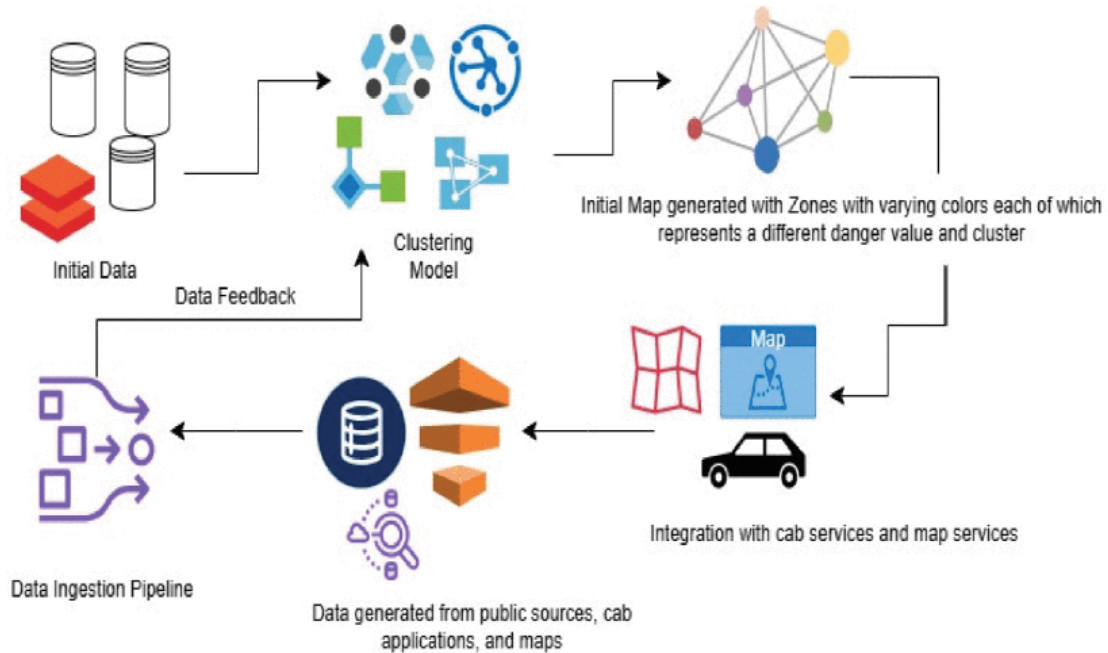 Initial Data
Clustering
Model
Initial Map generated with Zones with varying colors each of which
represents a different danger value and cluster
Data Feedback
Map
Integration with cab services and map services
Data Ingestion Pipeline
Data generated from public sources, cab
applications, and maps